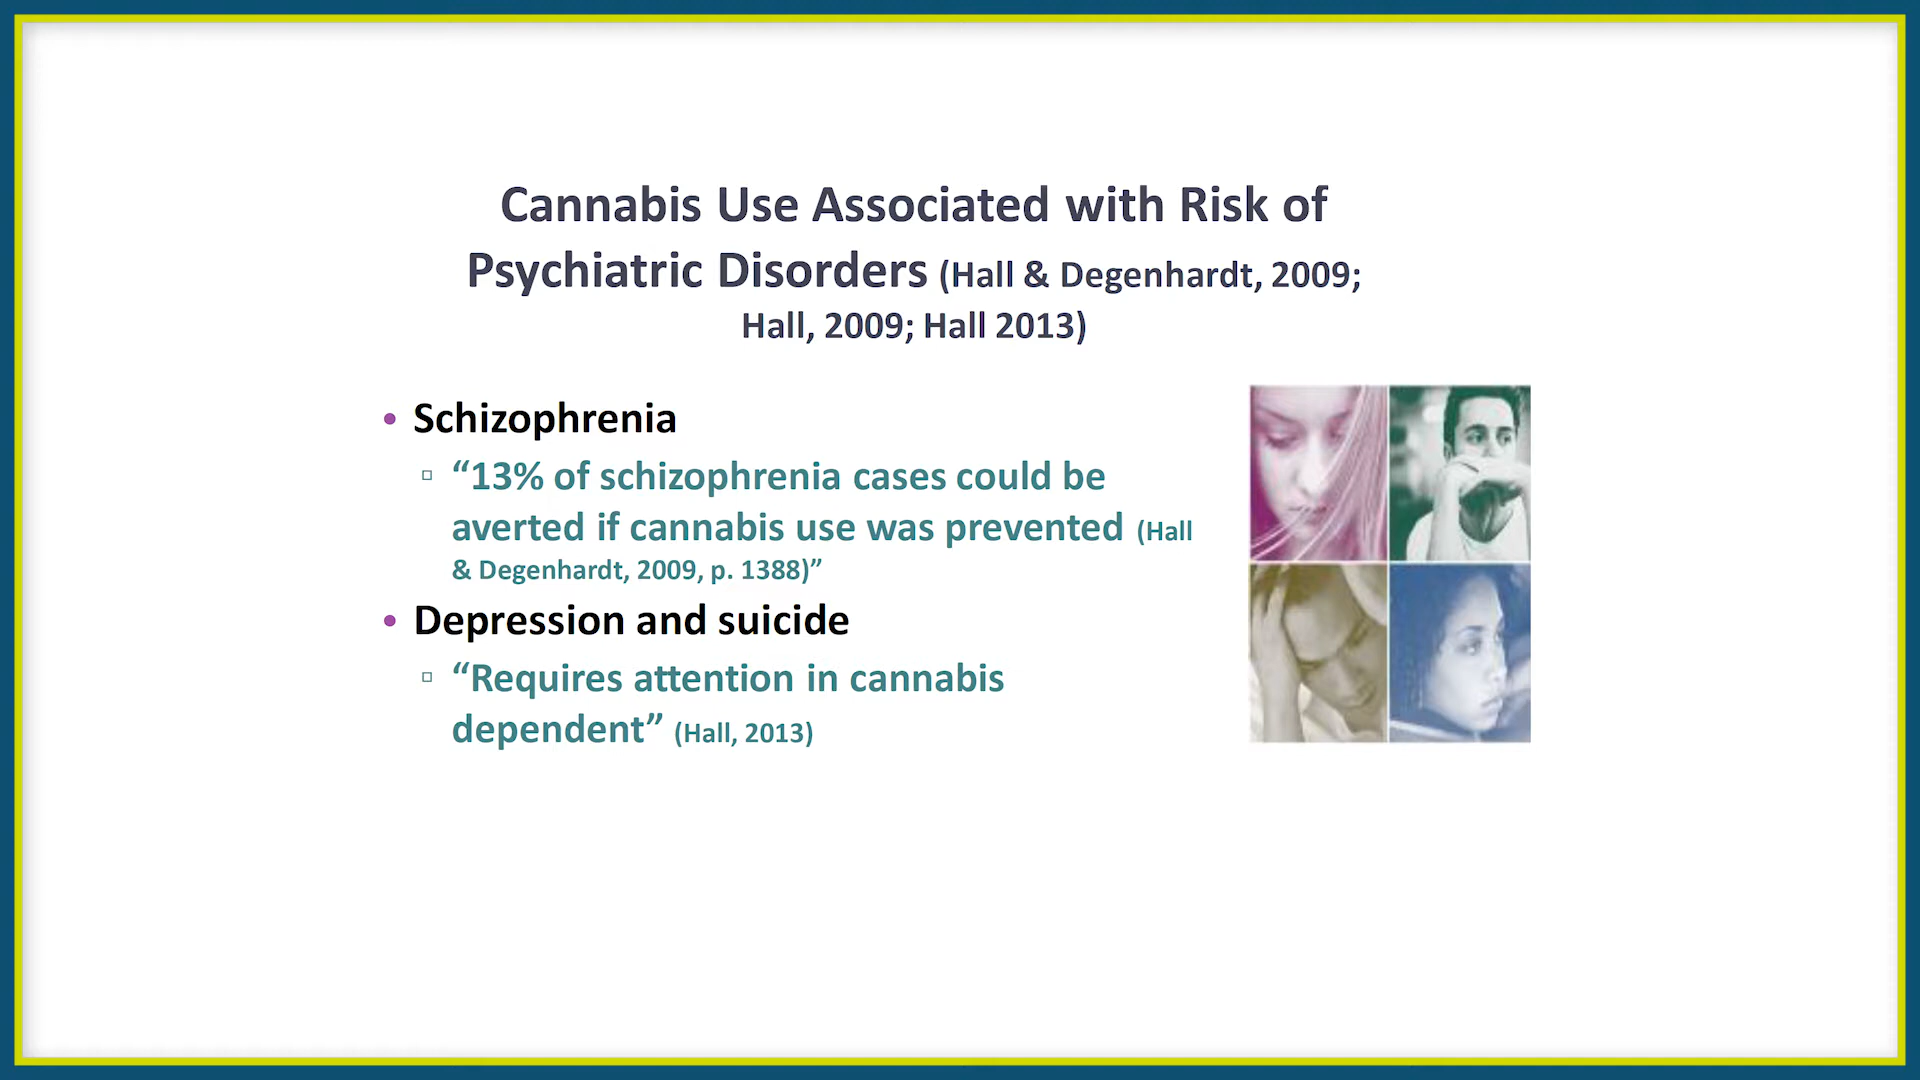 Cannabis Use Associated with Risk of
Psychiatric Disorders (Hall & Degenhardt, 2009;
Hall, 2009; Hall 2013)
• Schizophrenia
▫ “13% of schizophrenia cases could be
averted if cannabis use was prevented (Hall
& Degenhardt, 2009, p. 1388)”
• Depression and suicide
▫ “Requires attention in cannabis
dependent” (Hall, 2013)